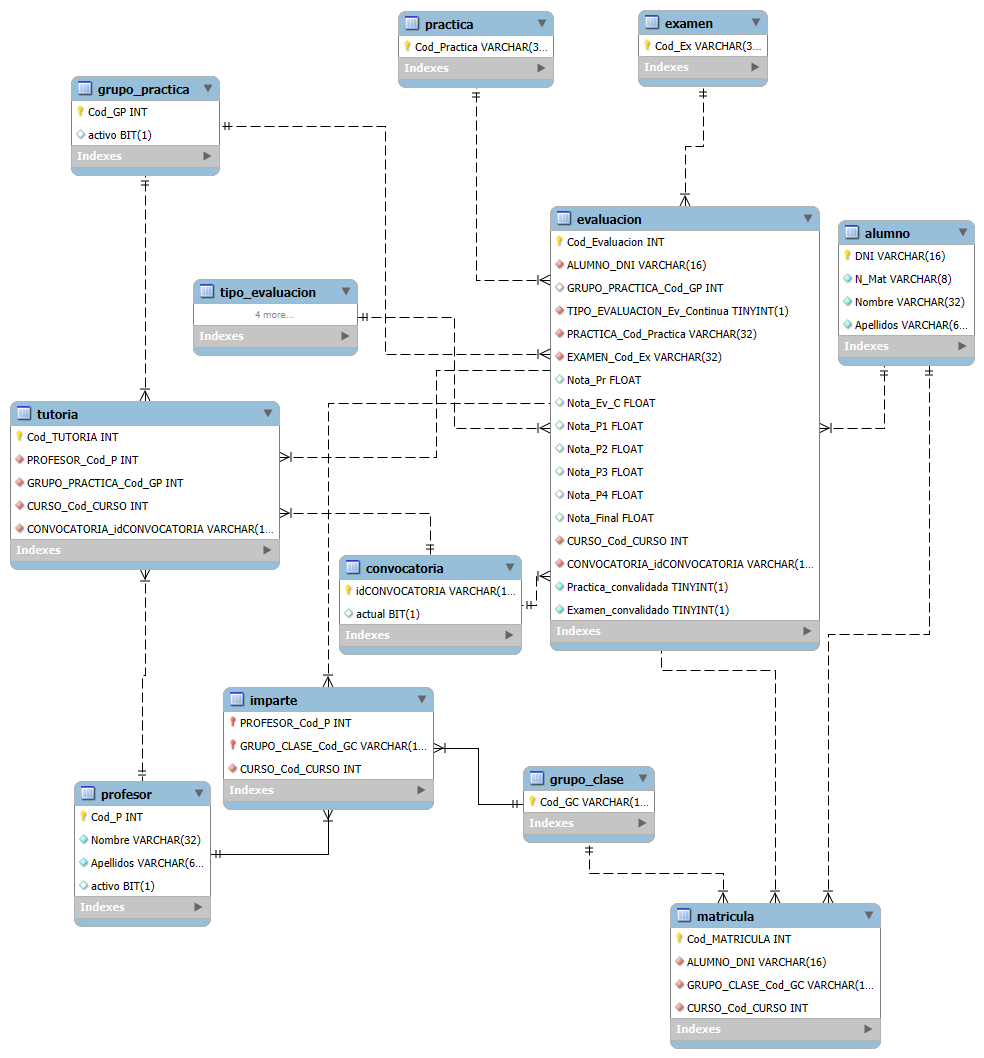 practica
Cod_Practica VARCHAR(3...
Indexes
examen
Cod_Ex VARCHAR(3...
Indexes
grupo_practica
Cod_GP INT
activo BIT(1)
Indexes
evaluacion
Cod_Evaluacion INT
ALUMNO_DNI VARCHAR(16)
GRUPO_PRACTICA_Cod_GP INT
TIPO_EVALUACION_Ev_Continua TINYINT(1)
PRACTICA_Cod_Practica VARCHAR(32)
EXAMEN_Cod_Ex VARCHAR(32)
Nota_Pr FLOAT
Nota_Ev_C FLOAT
Nota_P1 FLOAT
Nota_P2 FLOAT
Nota_P3 FLOAT
Nota_P4 FLOAT
Nota_Final FLOAT
CURSO_Cod_CURSO INT
CONVOCATORIA_idCONVOCATORIA VARCHAR(1...
Practica_convalidada TINYINT(1)
Examen_convalidado TINYINT(1)
Indexes
alumno
DNI VARCHAR(16)
N_Mat VARCHAR(8)
Nombre VARCHAR(32)
Apellidos VARCHAR(6...
Indexes
tipo_evaluacion
4 more...
Indexes
tutoria
Cod_TUTORIA INT
PROFESOR_Cod_P INT
GRUPO_PRACTICA_Cod_GP INT
CURSO_Cod_CURSO INT
CONVOCATORIA_idCONVOCATORIA VARCHAR(1...
Indexes
convocatoria
idCONVOCATORIA VARCHAR(1...
actual BIT(1)
Indexes
imparte
PROFESOR_Cod_P INT
GRUPO_CLASE_Cod_GC VARCHAR(1...
CURSO_Cod_CURSO INT
Indexes
grupo_clase
Cod_GC VARCHAR(1...
Indexes
profesor
Cod_P INT
Nombre VARCHAR(32)
Apellidos VARCHAR(6...
activo BIT(1)
Indexes
matricula
Cod_MATRICULA INT
ALUMNO_DNI VARCHAR(16)
GRUPO_CLASE_Cod_GC VARCHAR(1...
CURSO_Cod_CURSO INT
Indexes